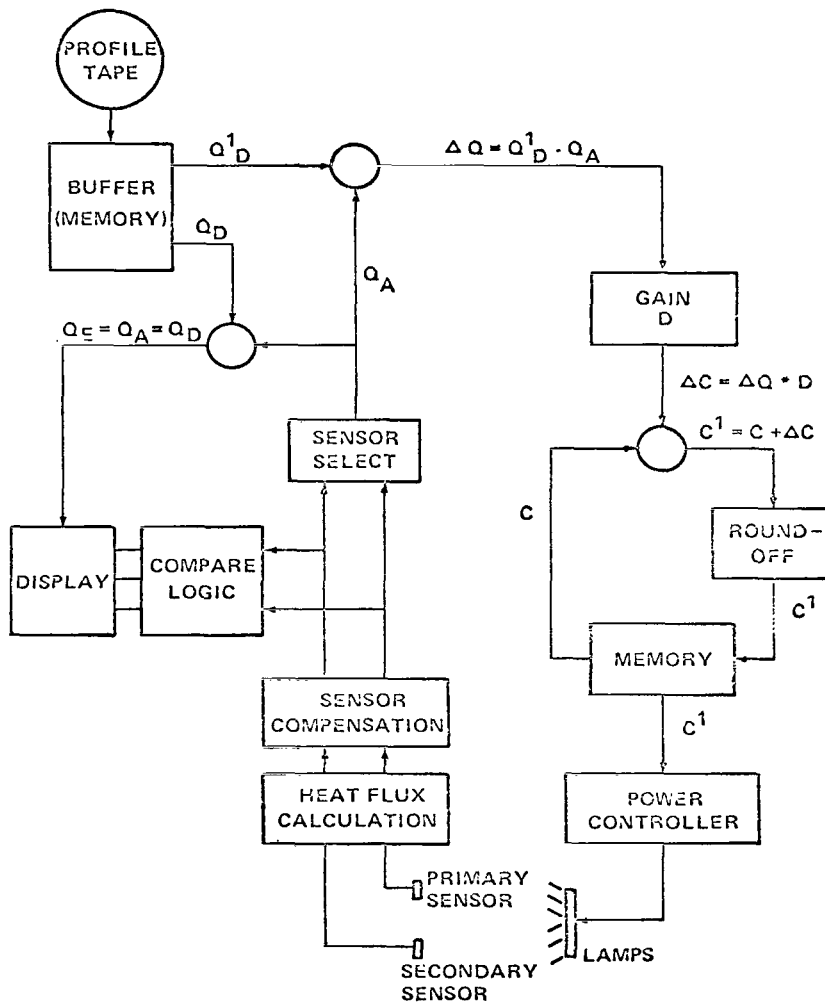 PROFILE
TAPE
BUFFER
(MEMORY)
Q¹D
ΔQ = Q¹D - QA
QD
QA
GAIN
D
QE = QA = QD
ΔC = ΔQ * D
C¹ = C + ΔC
SENSOR
SELECT
C
ROUND-
OFF
DISPLAY
COMPARE
LOGIC
C¹
MEMORY
SENSOR
COMPENSATION
C¹
HEAT FLUX
CALCULATION
POWER
CONTROLLER
PRIMARY
SENSOR
SECONDARY
SENSOR
LAMPS